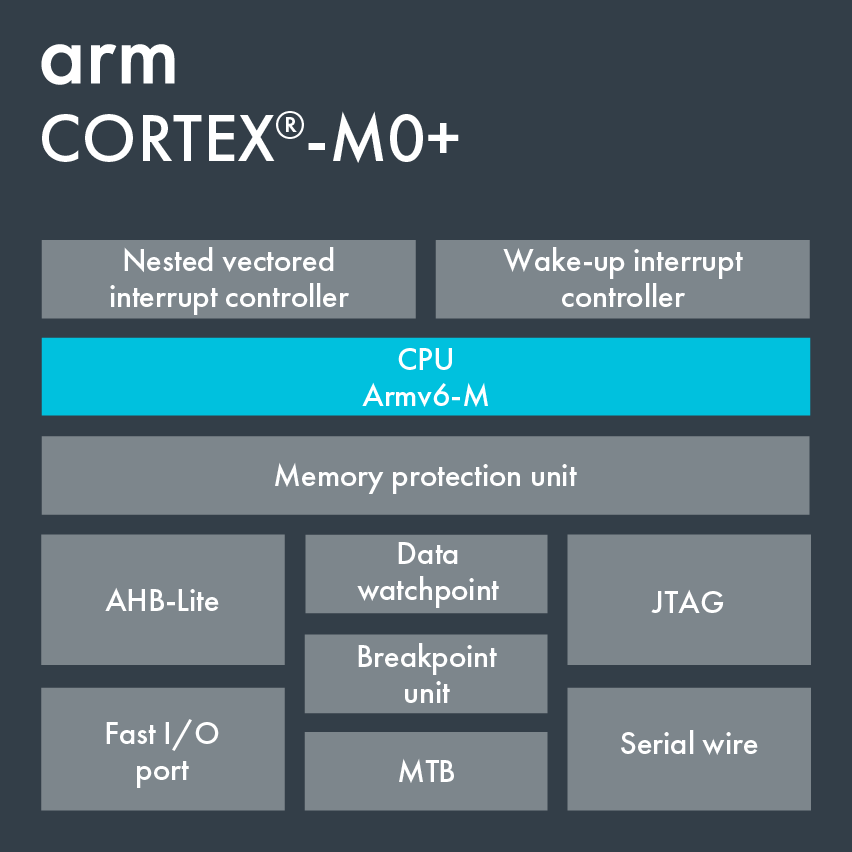 arm
CORTEX®-M0+
Nested vectored
interrupt controller
Wake-up interrupt
controller
CPU
Armv6-M
Memory protection unit
AHB-Lite
Data
watchpoint
JTAG
Breakpoint
unit
Fast I/O
port
MTB
Serial wire